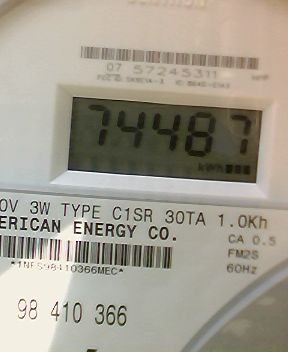 07 57245311
74487
kWh
0V 3W TYPE C1SR 30TA 1.0Kh
ERICAN ENERGY CO.
CA 0.5
FM2S
60Hz
*1NES98410366MEC*
98 410 366